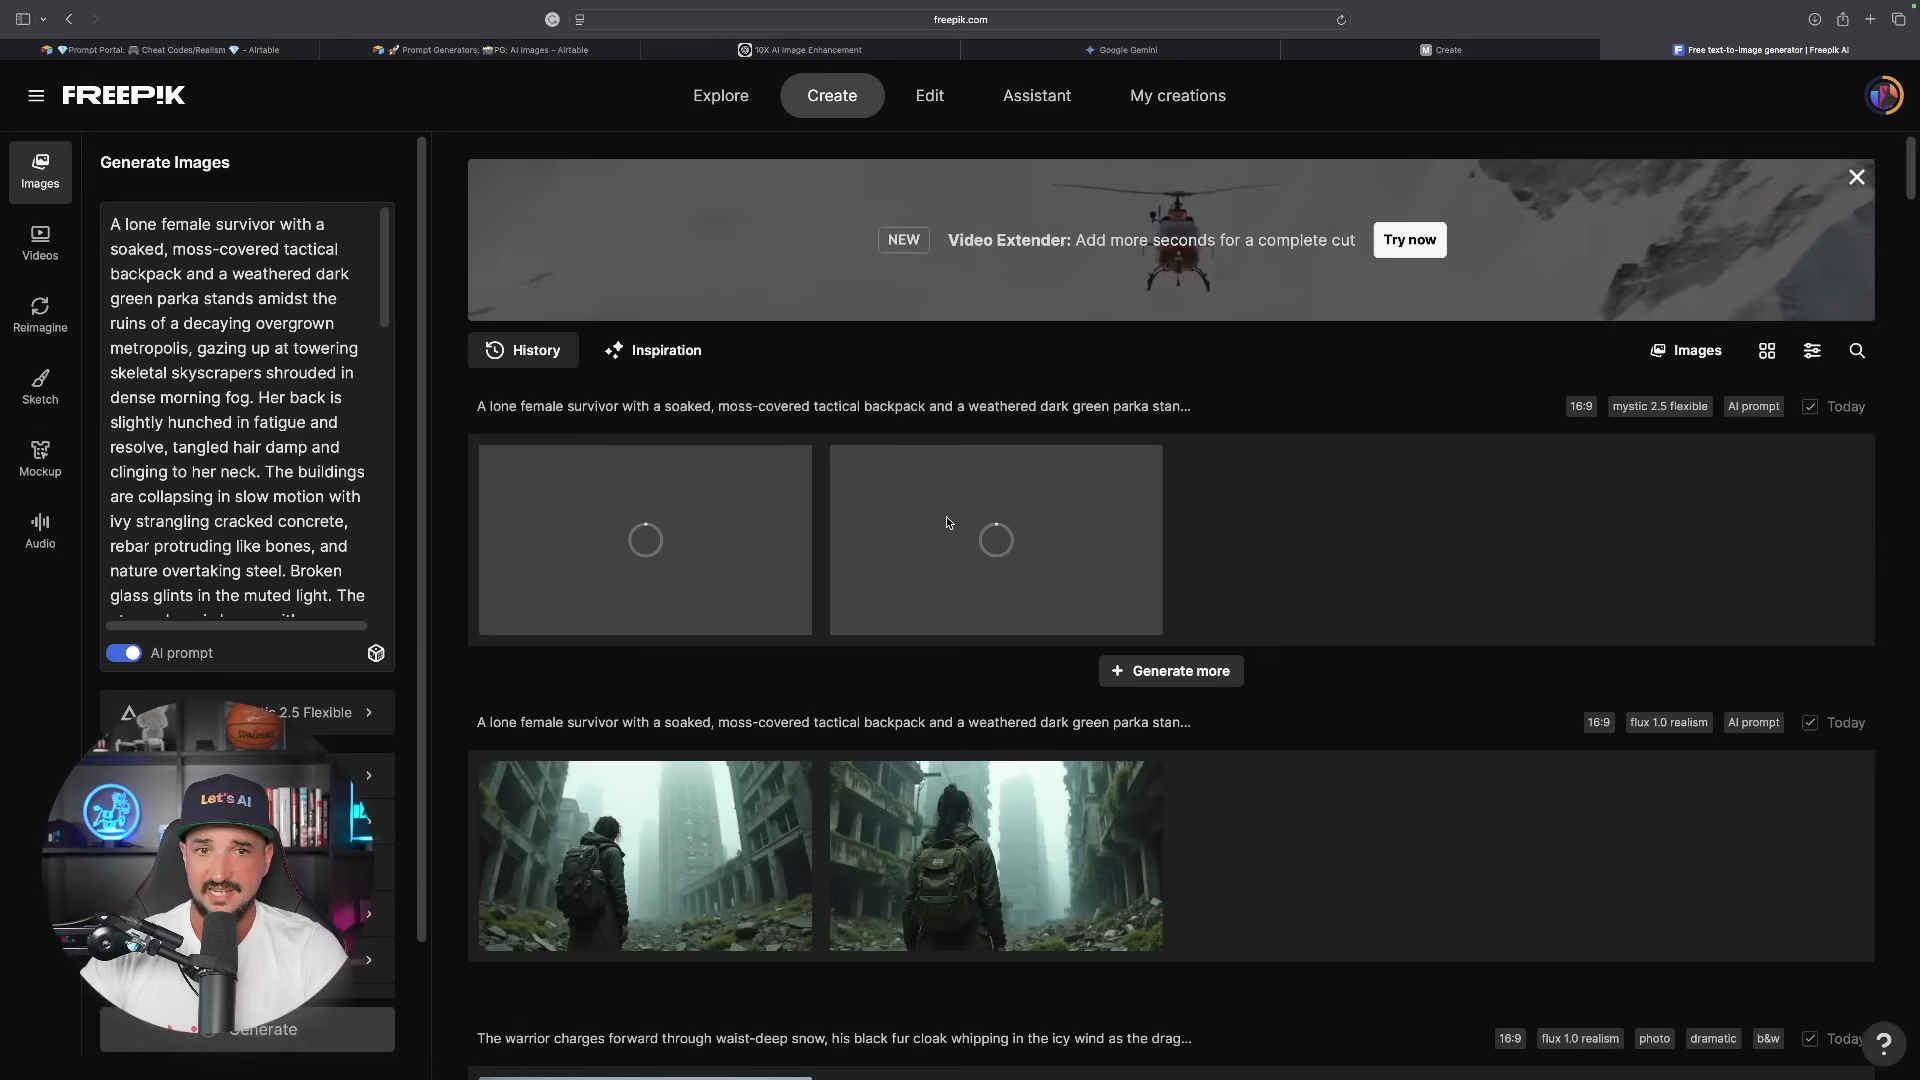 freepik.com
💎Prompt Portal: 🎮 Cheat Codes/Realism 💎 - Airtable
🚀 Prompt Generators: 📸PG: AI Images - Airtable
10X AI Image Enhancement
Google Gemini
M Create
Free text-to-image generator | Freepik AI
FREEP!K
Explore
Create
Edit
Assistant
My creations
Images
Videos
Reimagine
Sketch
Mockup
Audio
Generate Images
A lone female survivor with a
soaked, moss-covered tactical
backpack and a weathered dark
green parka stands amidst the
ruins of a decaying overgrown
metropolis, gazing up at towering
skeletal skyscrapers shrouded in
dense morning fog. Her back is
slightly hunched in fatigue and
resolve, tangled hair damp and
clinging to her neck. The buildings
are collapsing in slow motion with
ivy strangling cracked concrete,
rebar protruding like bones, and
nature overtaking steel. Broken
glass glints in the muted light. The
AI prompt
2.5 Flexible
SPALDING
Let's AI
Generate
NEW
Video Extender: Add more seconds for a complete cut
Try now
History
Inspiration
Images
A lone female survivor with a soaked, moss-covered tactical backpack and a weathered dark green parka stan...
16:9
mystic 2.5 flexible
AI prompt
Today
+ Generate more
A lone female survivor with a soaked, moss-covered tactical backpack and a weathered dark green parka stan...
16:9
flux 1.0 realism
AI prompt
Today
The warrior charges forward through waist-deep snow, his black fur cloak whipping in the icy wind as the drag...
16:9
flux 1.0 realism
photo
dramatic
b&w
Today
?